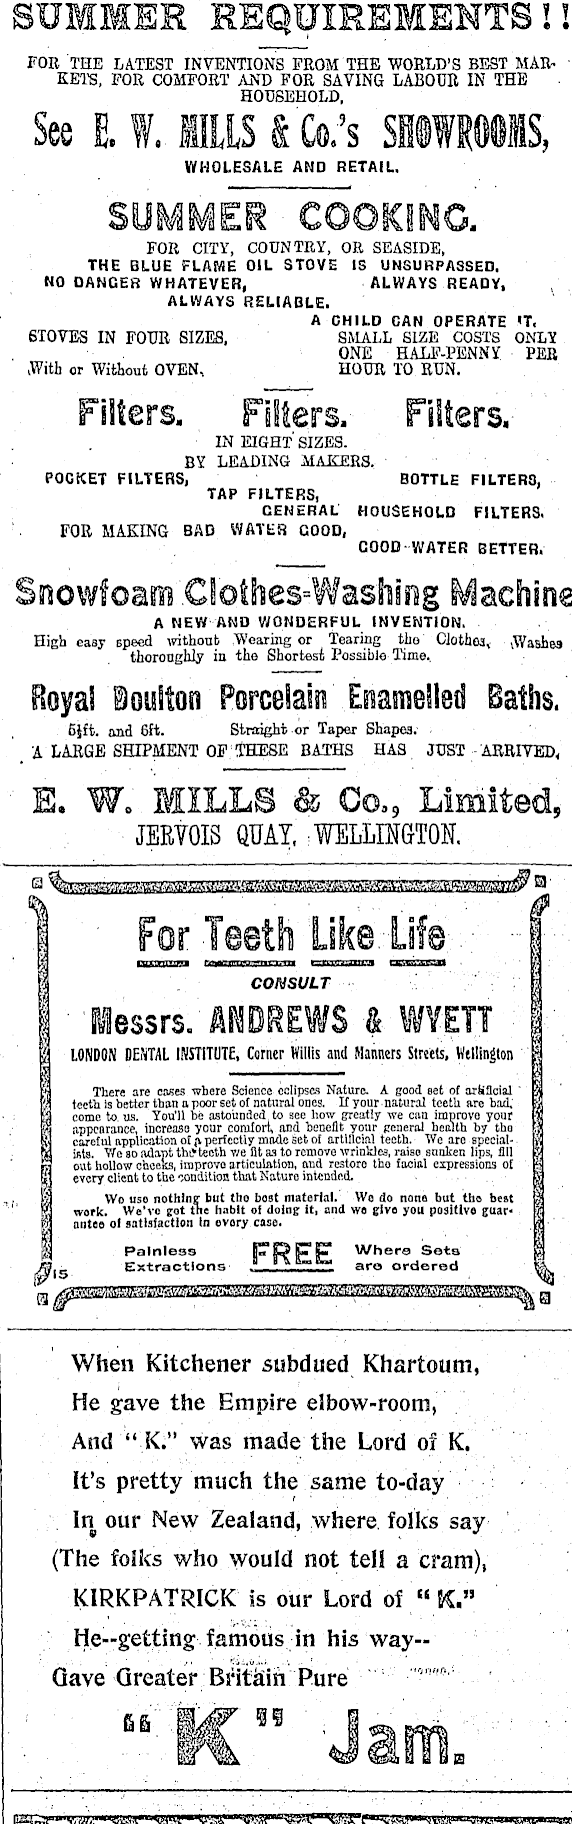 SUMMER REQUIREMENTS!!
FOR THE LATEST INVENTIONS FROM THE WORLD'S BEST MAR-
KETS, FOR COMFORT AND FOR SAVING LABOUR IN THE
HOUSEHOLD,
See E. W. MILLS & Co.'s SHOWROOMS,
WHOLESALE AND RETAIL.
SUMMER COOKING.
FOR CITY, COUNTRY, OR SEASIDE,
THE BLUE FLAME OIL STOVE IS UNSURPASSED.
NO DANGER WHATEVER, ALWAYS READY,
ALWAYS RELIABLE.
A CHILD CAN OPERATE IT.
STOVES IN FOUR SIZES, SMALL SIZE COSTS ONLY
ONE HALF-PENNY PER
With or Without OVEN, HOUR TO RUN.
Filters. Filters. Filters.
IN EIGHT SIZES.
BY LEADING MAKERS.
POCKET FILTERS, BOTTLE FILTERS,
TAP FILTERS,
GENERAL HOUSEHOLD FILTERS.
FOR MAKING BAD WATER GOOD,
GOOD WATER BETTER.
Snowfoam Clothes-Washing Machine
A NEW AND WONDERFUL INVENTION.
High easy speed without Wearing or Tearing the Clothes, Washes
thoroughly in the Shortest Possible Time.
Royal Doulton Porcelain Enamelled Baths.
5½ft. and 6ft. Straight or Taper Shapes.
A LARGE SHIPMENT OF THESE BATHS HAS JUST ARRIVED,
E. W. MILLS & Co., Limited,
JERVOIS QUAY, WELLINGTON.
For Teeth Like Life
CONSULT
Messrs. ANDREWS & WYETT
LONDON DENTAL INSTITUTE, Corner Willis and Manners Streets, Wellington
There are cases where Science eclipses Nature. A good set of artificial
teeth is better than a poor set of natural ones. If your natural teeth are bad,
come to us. You'll be astounded to see how greatly we can improve your
appearance, increase your comfort, and benefit your general health by the
careful application of a perfectly made set of artificial teeth. We are special-
ists. We so adapt the teeth we fit as to remove wrinkles, raise sunken lips, fill
out hollow cheeks, improve articulation, and restore the facial expressions of
every client to the condition that Nature intended.
We use nothing but the best material. We do none but the best
work. We've got the habit of doing it, and we give you positive guar-
antee of satisfaction in every case.
Painless Extractions FREE Where Sets are ordered
15
When Kitchener subdued Khartoum,
He gave the Empire elbow-room,
And "K." was made the Lord of K.
It's pretty much the same to-day
In our New Zealand, where folks say
(The folks who would not tell a cram),
KIRKPATRICK is our Lord of "K."
He--getting famous in his way--
Gave Greater Britain Pure
"K" Jam.